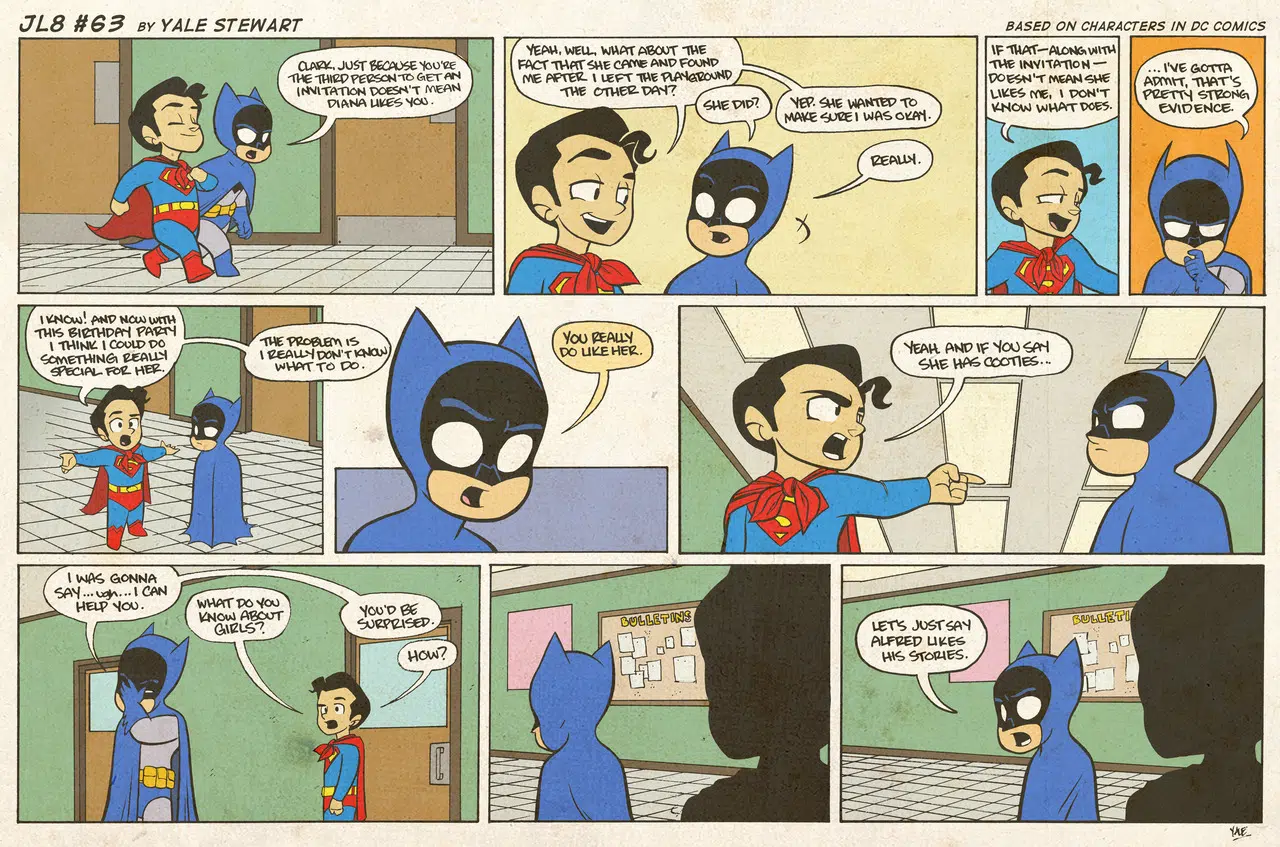 JL8 #63 BY YALE STEWART
BASED ON CHARACTERS IN DC COMICS
CLARK, JUST BECAUSE YOU'RE
THE THIRD PERSON TO GET AN
INVITATION DOESN'T MEAN
DIANA LIKES YOU.
YEAH, WELL, WHAT ABOUT THE
FACT THAT SHE CAME AND FOUND
ME AFTER I LEFT THE PLAYGROUND
THE OTHER DAY?
SHE DID?
YEP. SHE WANTED TO
MAKE SURE I WAS OKAY.
REALLY.
IF THAT—ALONG WITH
THE INVITATION—
DOESN'T MEAN SHE
LIKES ME, I DON'T
KNOW WHAT DOES.
...I'VE GOTTA
ADMIT, THAT'S
PRETTY STRONG
EVIDENCE.
I KNOW! AND NOW WITH
THIS BIRTHDAY PARTY
I THINK I COULD DO
SOMETHING REALLY
SPECIAL FOR HER.
THE PROBLEM IS
I REALLY DON'T KNOW
WHAT TO DO.
YOU REALLY
DO LIKE HER.
YEAH. AND IF YOU SAY
SHE HAS COOTIES...
I WAS GONNA
SAY...ugh...I CAN
HELP YOU.
WHAT DO YOU
KNOW ABOUT
GIRLS?
YOU'D BE
SURPRISED.
HOW?
BULLETINS
LET'S JUST SAY
ALFRED LIKES
HIS STORIES.
BULLETI
YALE